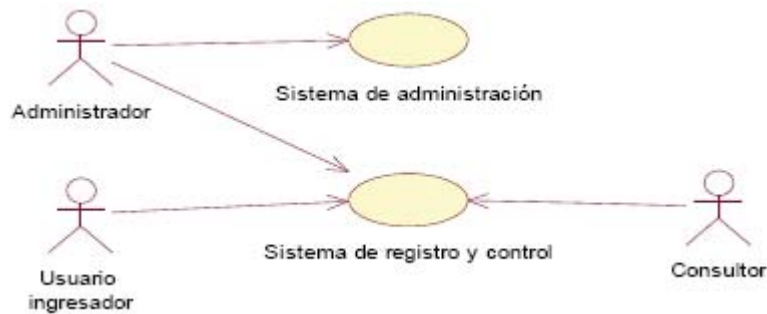 Sistema de administración
Administrador
Sistema de registro y control
Usuario
ingresador
Consultor